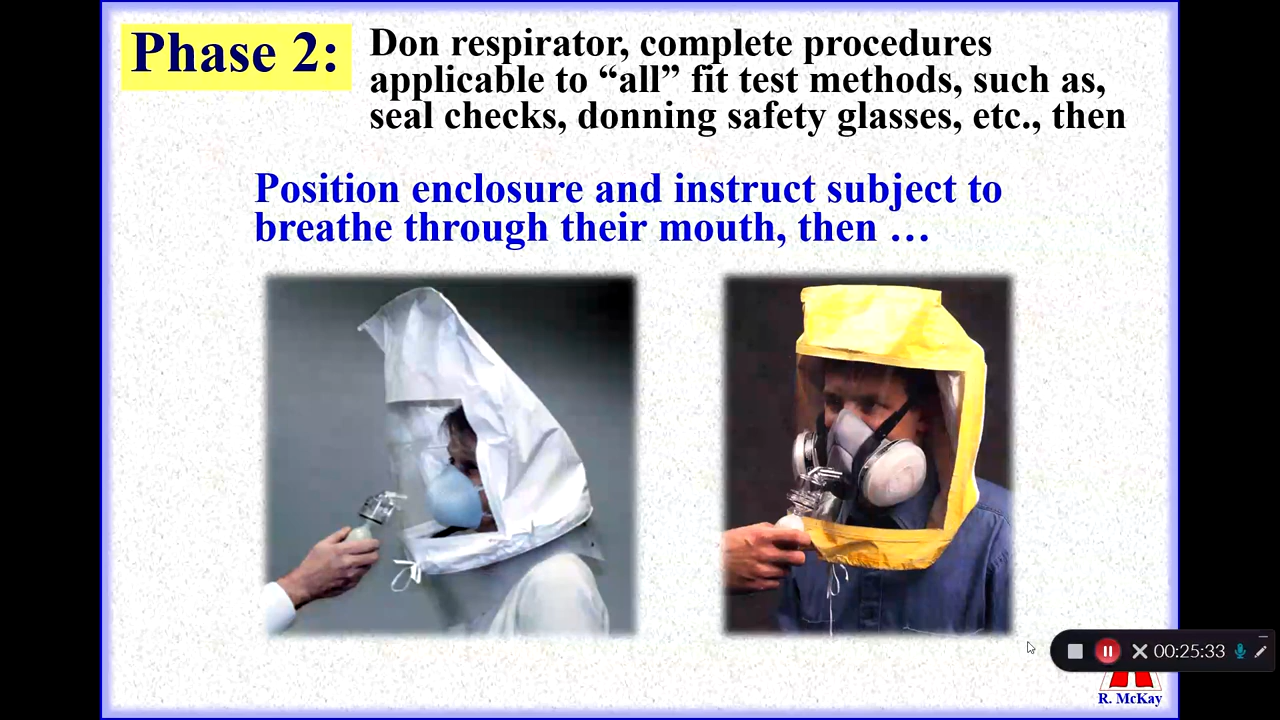 Phase 2:
Don respirator, complete procedures
applicable to “all” fit test methods, such as,
seal checks, donning safety glasses, etc., then
Position enclosure and instruct subject to
breathe through their mouth, then …
00:25:33
R. McKay